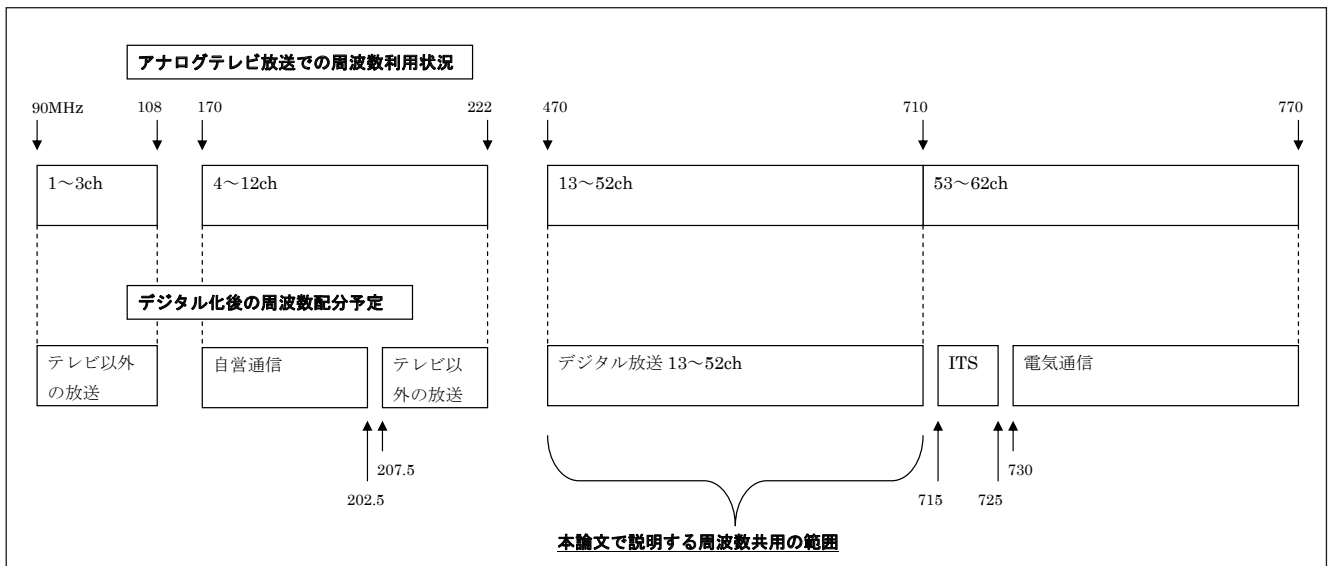 アナログテレビ放送での周波数利用状況
90MHz 108 170 222 470 710 770
1～3ch 4～12ch 13～52ch 53～62ch
デジタル化後の周波数配分予定
テレビ以外
の放送
自営通信
テレビ以
外の放送
デジタル放送 13～52ch
ITS
電気通信
207.5 730
202.5 715 725
本論文で説明する周波数共用の範囲